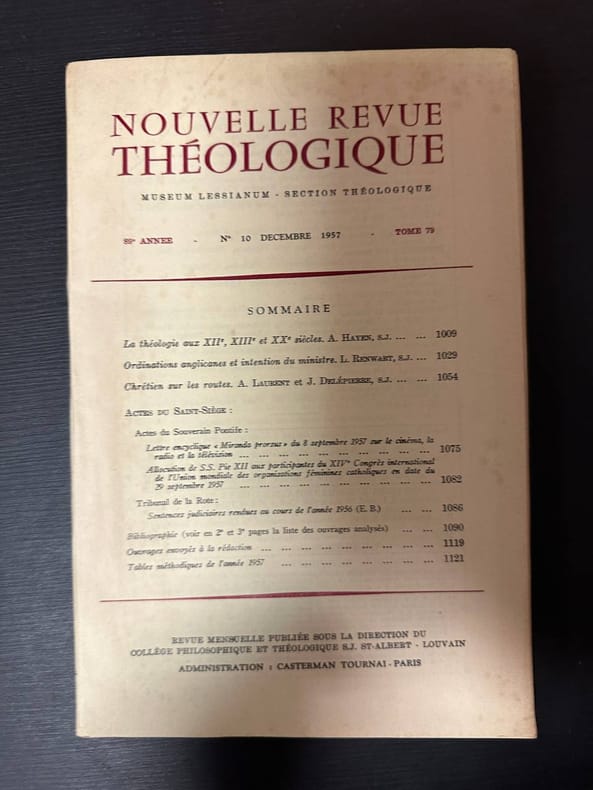 NOUVELLE REVUE
THÉOLOGIQUE
MUSEUM LESSIANUM - SECTION THÉOLOGIQUE
89e ANNEE - N° 10 DECEMBRE 1957 - TOME 79
SOMMAIRE
La théologie aux XIIe, XIIIe et XXe siècles. A. HAYEN, S.J. ... ... 1009
Ordinations anglicanes et intention du ministre. L. RENWART, S.J. ... 1029
Chrétien sur les routes. A. LAURENT et J. DELÉPIERRE, S.J. ... ... 1054
ACTES DU SAINT-SIÈGE :
Actes du Souverain Pontife :
Lettre encyclique « Miranda prorsus » du 8 septembre 1957 sur le cinéma, la
radio et la télévision ... ... ... ... ... ... ... ... ... 1075
Allocution de S.S. Pie XII aux participantes du XIVe Congrès international
de l'Union mondiale des organisations féminines catholiques en date du
29 septembre 1957 ... ... ... ... ... ... ... ... ... 1082
Tribunal de la Rote :
Sentences judiciaires rendues au cours de l'année 1956 (E. B.) ... ... 1086
Bibliographie (voir en 2e et 3e pages la liste des ouvrages analysés) ... ... 1090
Ouvrages envoyés à la rédaction ... ... ... ... ... ... ... ... ... 1119
Tables méthodiques de l'année 1957 ... ... ... ... ... ... ... ... 1121
REVUE MENSUELLE PUBLIÉE SOUS LA DIRECTION DU
COLLÈGE PHILOSOPHIQUE ET THÉOLOGIQUE S.J. ST-ALBERT - LOUVAIN
ADMINISTRATION : CASTERMAN TOURNAI - PARIS